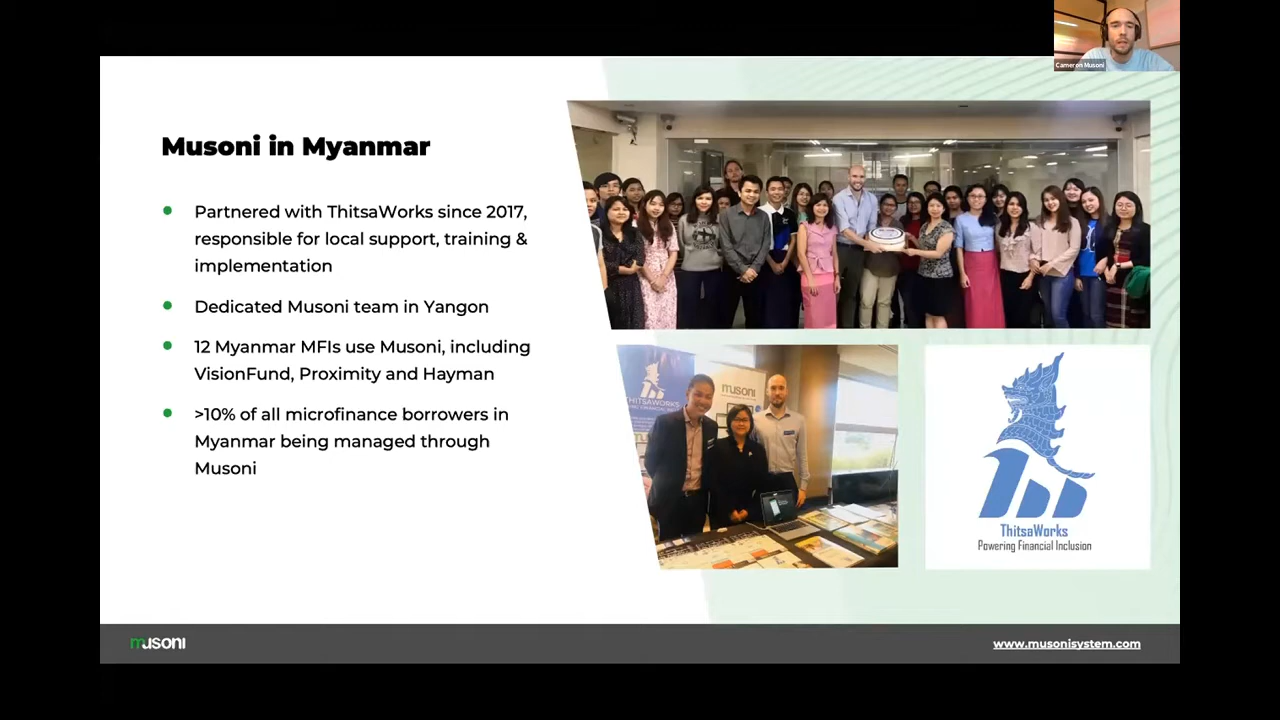 Cameron Musoni
Musoni in Myanmar
Partnered with ThitsaWorks since 2017,
responsible for local support, training &
implementation
Dedicated Musoni team in Yangon
12 Myanmar MFIs use Musoni, including
VisionFund, Proximity and Hayman
>10% of all microfinance borrowers in
Myanmar being managed through
Musoni
THITSAWORKS
musoni
ThitsaWorks
Powering Financial Inclusion
musoni
www.musonisystem.com